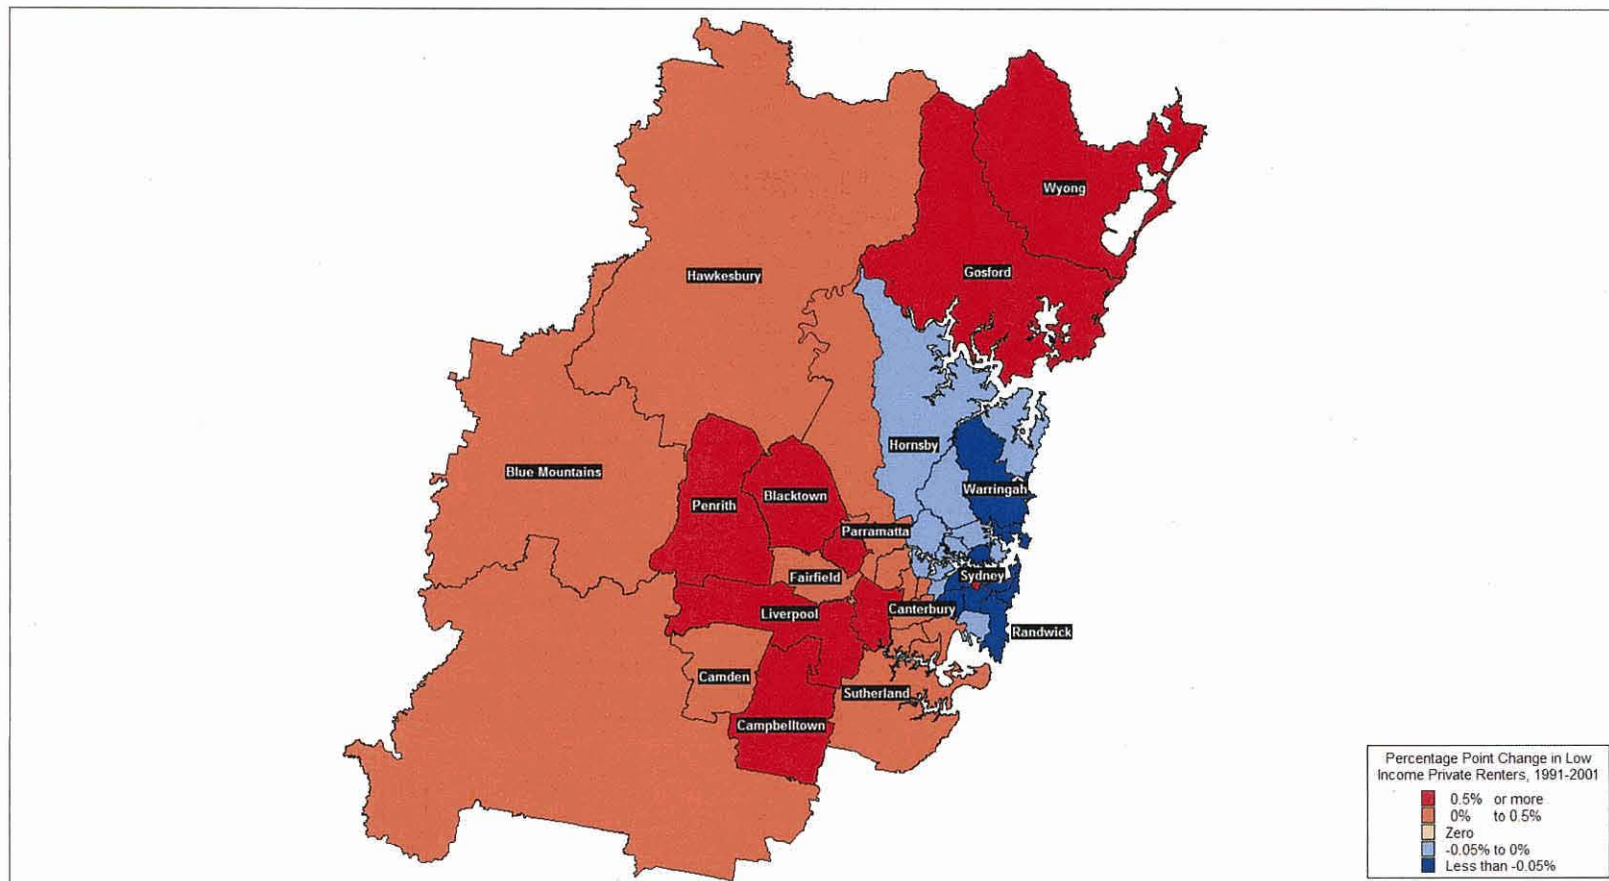 Wyong
Gosford
Hawkesbury
Hornsby
Blue Mountains
Warringah
Blacktown
Penrith
Parramatta
Fairfield
Sydney
Liverpool
Canterbury
Randwick
Camden
Sutherland
Campbelltown
Percentage Point Change in Low
Income Private Renters, 1991-2001
0.5% or more
0% to 0.5%
Zero
-0.05% to 0%
Less than -0.05%